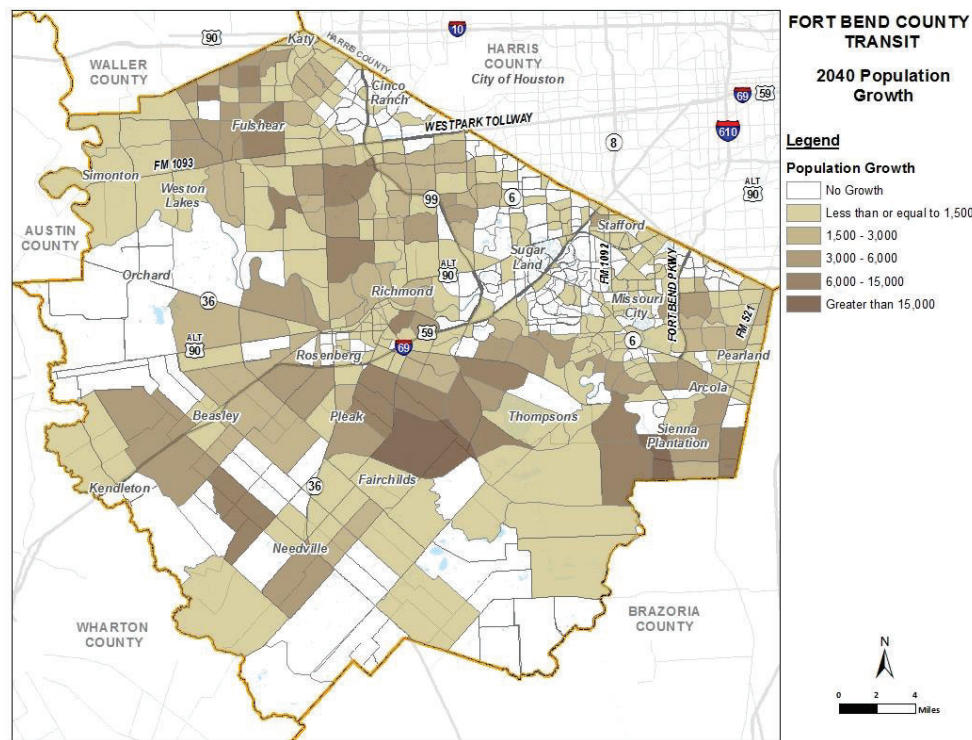 FORT BEND COUNTY
TRANSIT
2040 Population
Growth
Legend
Population Growth
No Growth
Less than or equal to 1,500
1,500 - 3,000
3,000 - 6,000
6,000 - 15,000
Greater than 15,000
N
0 2 4
Miles
90
10
Katy
HARRIS COUNTY
WALLER
COUNTY
HARRIS
COUNTY
City of Houston
69
59
610
Cinco
Ranch
WESTPARK TOLLWAY
8
Fulshear
FM 1093
Simonton
Weston
Lakes
ALT
90
99
6
AUSTIN
COUNTY
Stafford
Sugar
Land
FM 1092
FORT BEND PKWY
Orchard
ALT
90
36
Richmond
Missouri
City
FM 521
59
69
6
ALT
90
Rosenberg
Pearland
Arcola
Beasley
Pleak
Thompsons
Sienna
Plantation
Kendleton
36
Fairchilds
Needville
WHARTON
COUNTY
BRAZORIA
COUNTY